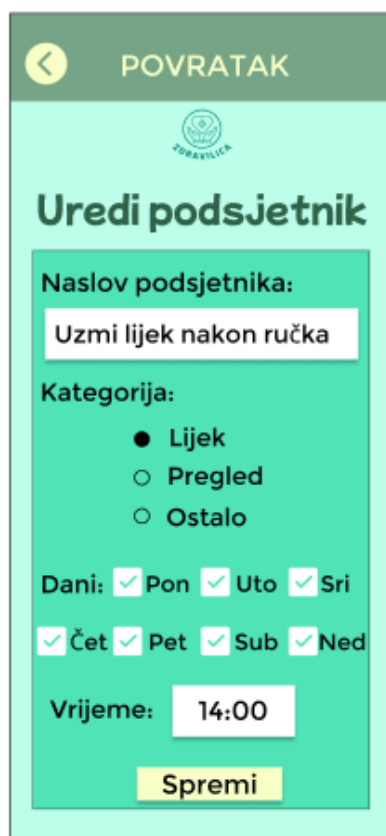 POVRATAK
ZDRAVILICA
Uredi podsjetnik
Naslov podsjetnika:
Uzmi lijek nakon ručka
Kategorija:
Lijek
Pregled
Ostalo
Dani: Pon Uto Sri
Čet Pet Sub Ned
Vrijeme: 14:00
Spremi